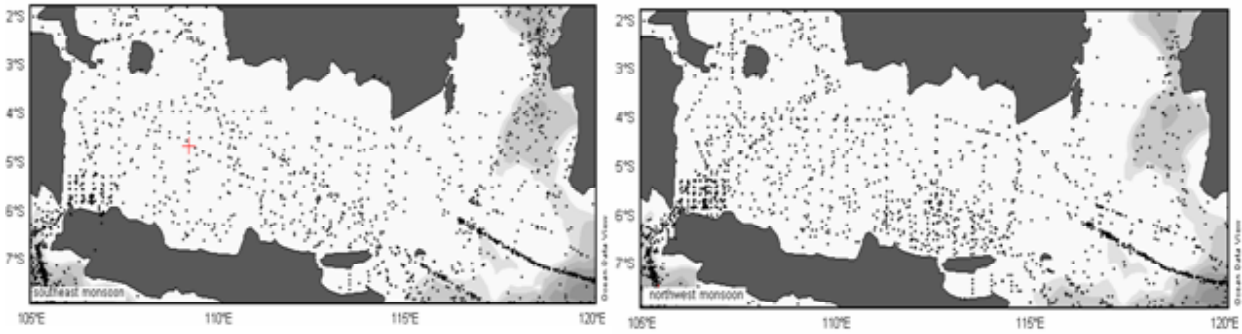 2°S
3°S
4°S
5°S
6°S
7°S
southeast monsoon
105°E 110°E 115°E 120°E
Ocean Data View
2°S
3°S
4°S
5°S
6°S
7°S
northwest monsoon
105°E 110°E 115°E 120°E
Ocean Data View